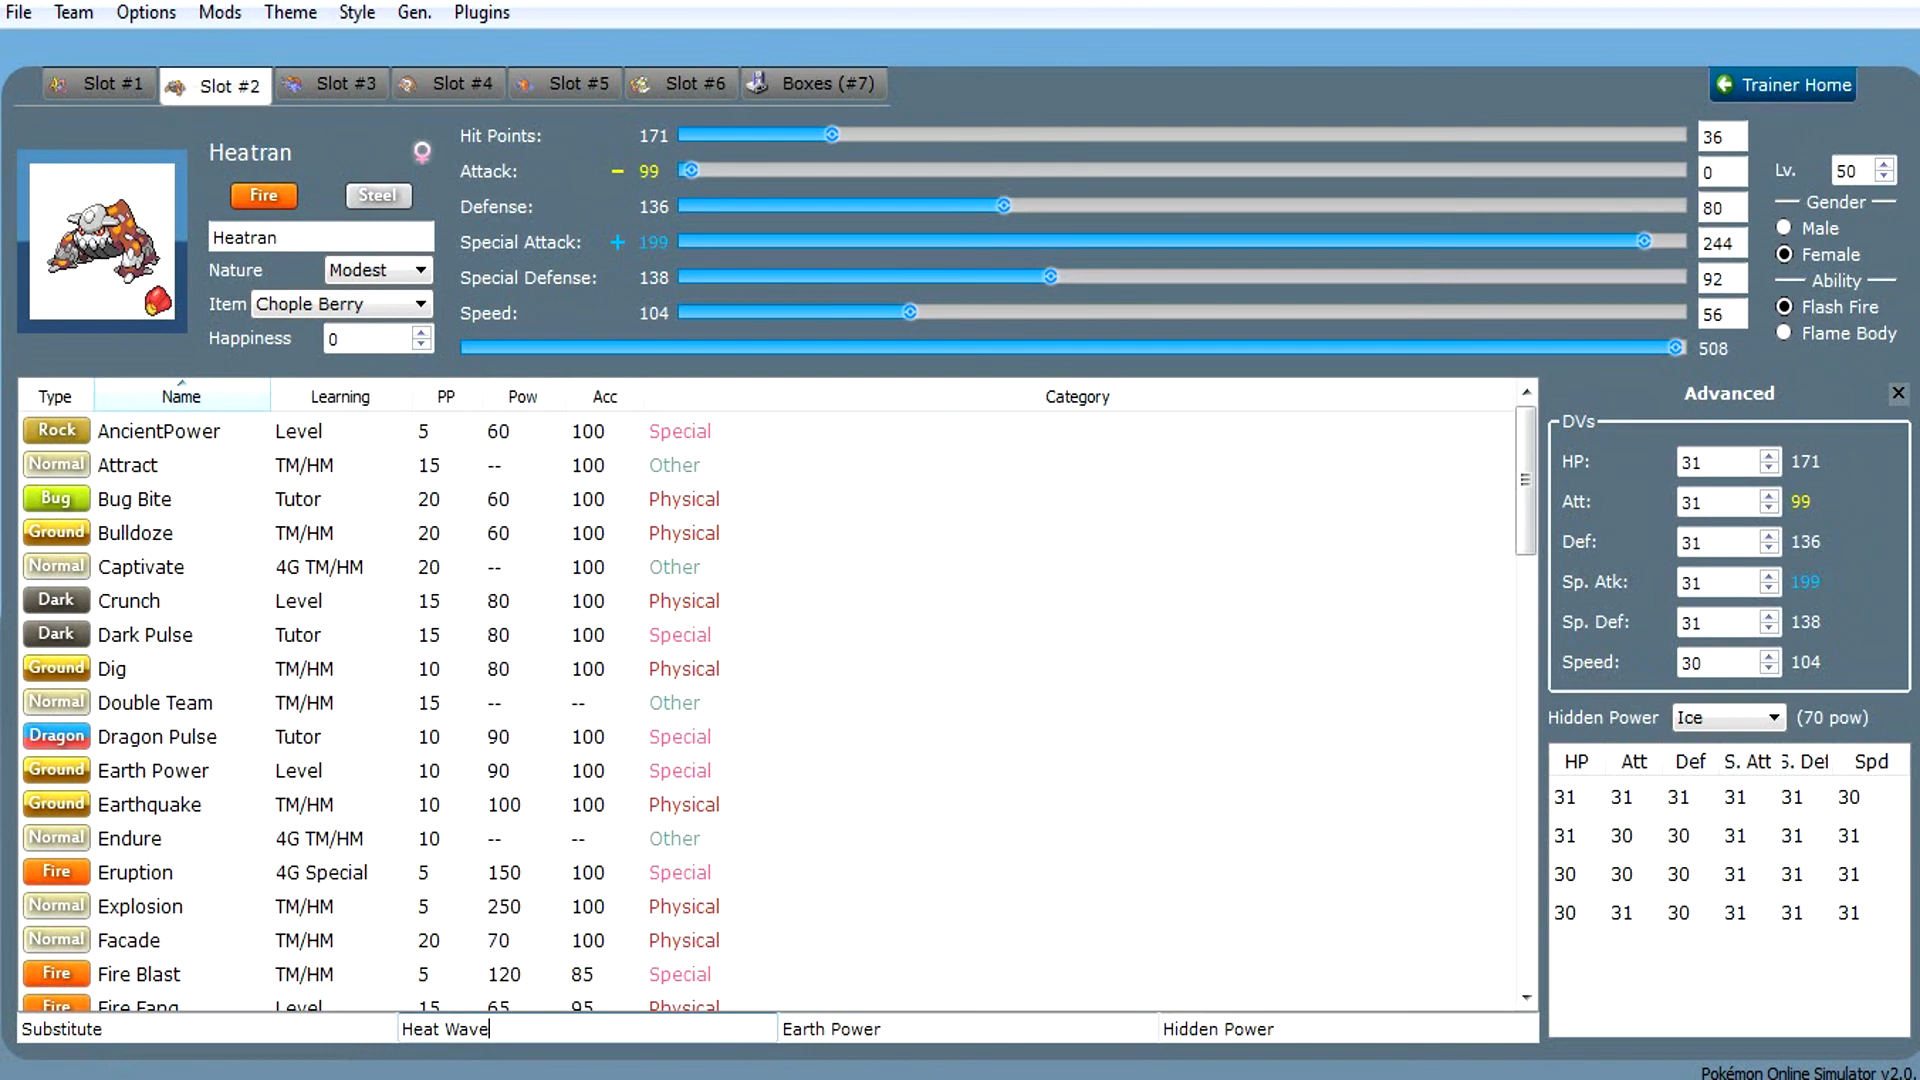 File Team Options Mods Theme Style Gen. Plugins
Slot #1 Slot #2 Slot #3 Slot #4 Slot #5 Slot #6 Boxes (#7) Trainer Home
Heatran
Fire Steel
Heatran
Nature Modest
Item Chople Berry
Happiness 0
Hit Points: 171 36
Attack: − 99 0
Defense: 136 80
Special Attack: + 199 244
Special Defense: 138 92
Speed: 104 56
508
Lv. 50
Gender
Male
Female
Ability
Flash Fire
Flame Body
Type Name Learning PP Pow Acc Category
Rock AncientPower Level 5 60 100 Special
Normal Attract TM/HM 15 -- 100 Other
Bug Bug Bite Tutor 20 60 100 Physical
Ground Bulldoze TM/HM 20 60 100 Physical
Normal Captivate 4G TM/HM 20 -- 100 Other
Dark Crunch Level 15 80 100 Physical
Dark Dark Pulse Tutor 15 80 100 Special
Ground Dig TM/HM 10 80 100 Physical
Normal Double Team TM/HM 15 -- -- Other
Dragon Dragon Pulse Tutor 10 90 100 Special
Ground Earth Power Level 10 90 100 Special
Ground Earthquake TM/HM 10 100 100 Physical
Normal Endure 4G TM/HM 10 -- -- Other
Fire Eruption 4G Special 5 150 100 Special
Normal Explosion TM/HM 5 250 100 Physical
Normal Facade TM/HM 20 70 100 Physical
Fire Fire Blast TM/HM 5 120 85 Special
Fire Fire Fang Level 15 65 95 Physical
Substitute Heat Wave Earth Power Hidden Power
Advanced
DVs
HP: 31 171
Att: 31 99
Def: 31 136
Sp. Atk: 31 199
Sp. Def: 31 138
Speed: 30 104
Hidden Power Ice (70 pow)
HP Att Def S. Att S. Def Spd
31 31 31 31 31 30
31 30 30 31 31 31
30 30 30 31 31 31
30 31 30 31 31 31
Pokémon Online Simulator v2.0.